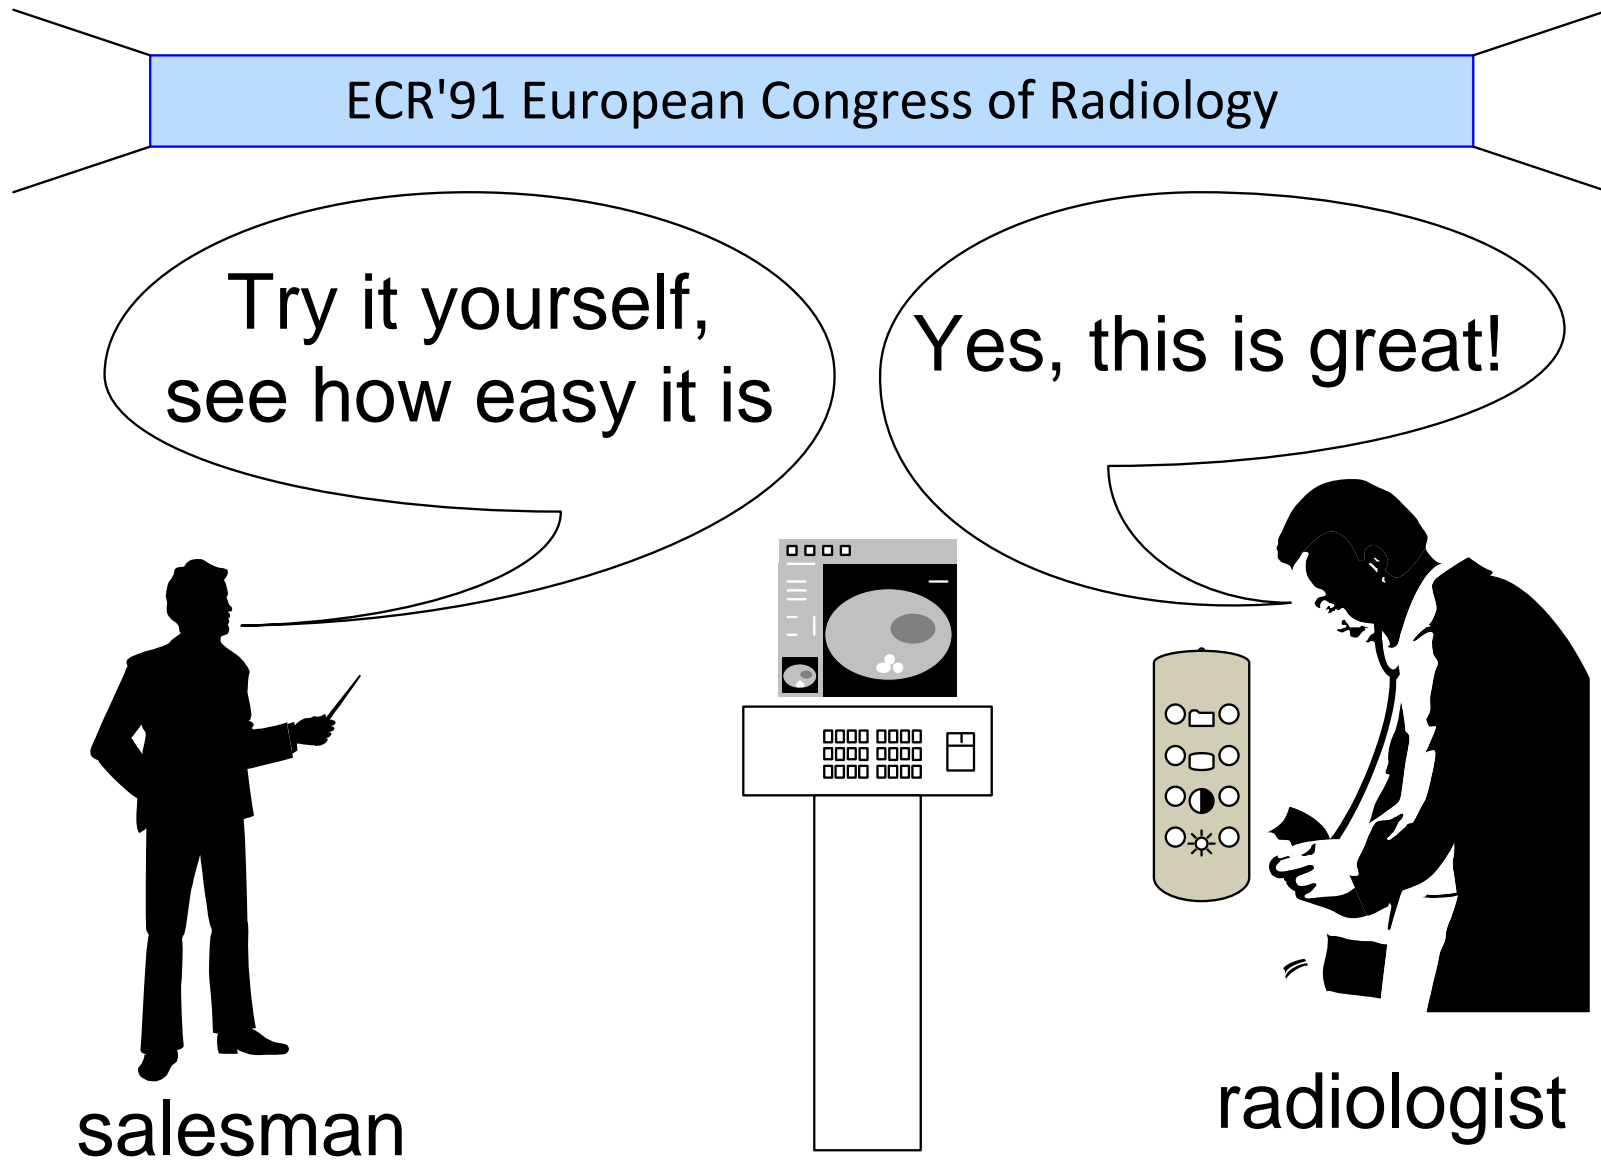 ECR'91 European Congress of Radiology
Try it yourself,
see how easy it is
Yes, this is great!
salesman
radiologist